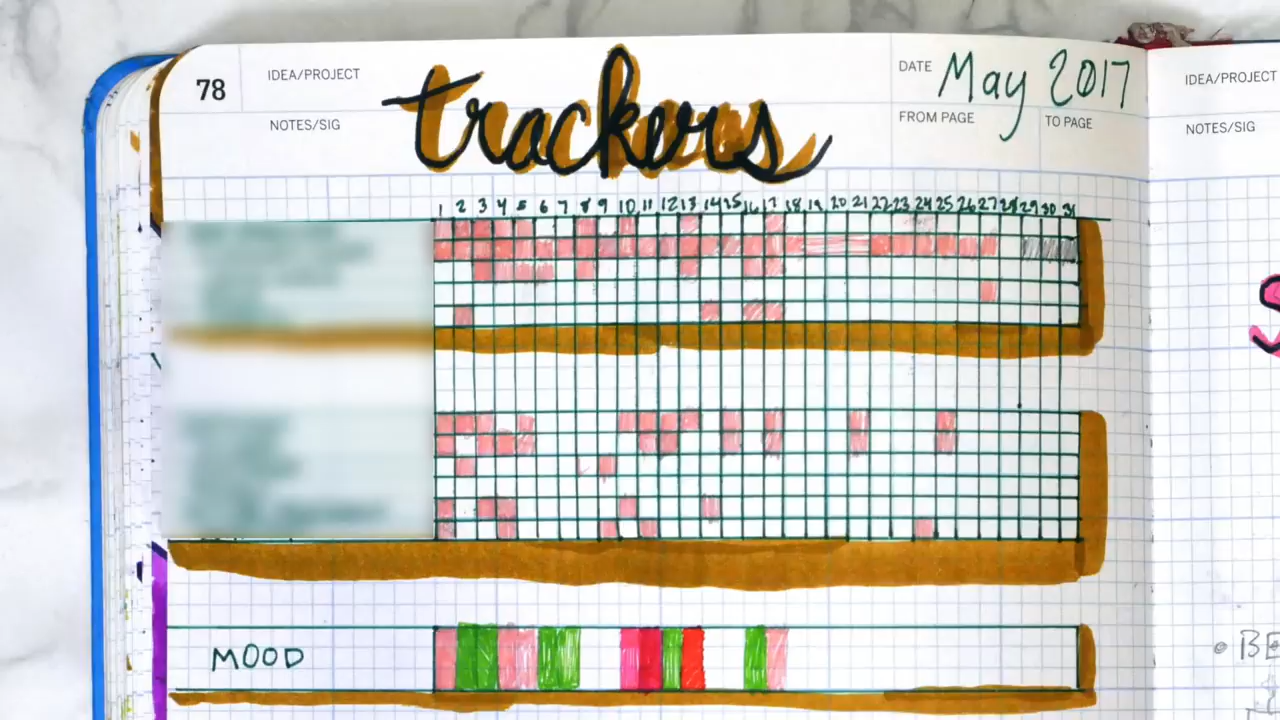 78
IDEA/PROJECT
NOTES/SIG
trackers
DATE May 2017
FROM PAGE
TO PAGE
IDEA/PROJECT
NOTES/SIG
1 2 3 4 5 6 7 8 9 10 11 12 13 14 15 16 17 18 19 20 21 22 23 24 25 26 27 28 29 30 31
MOOD